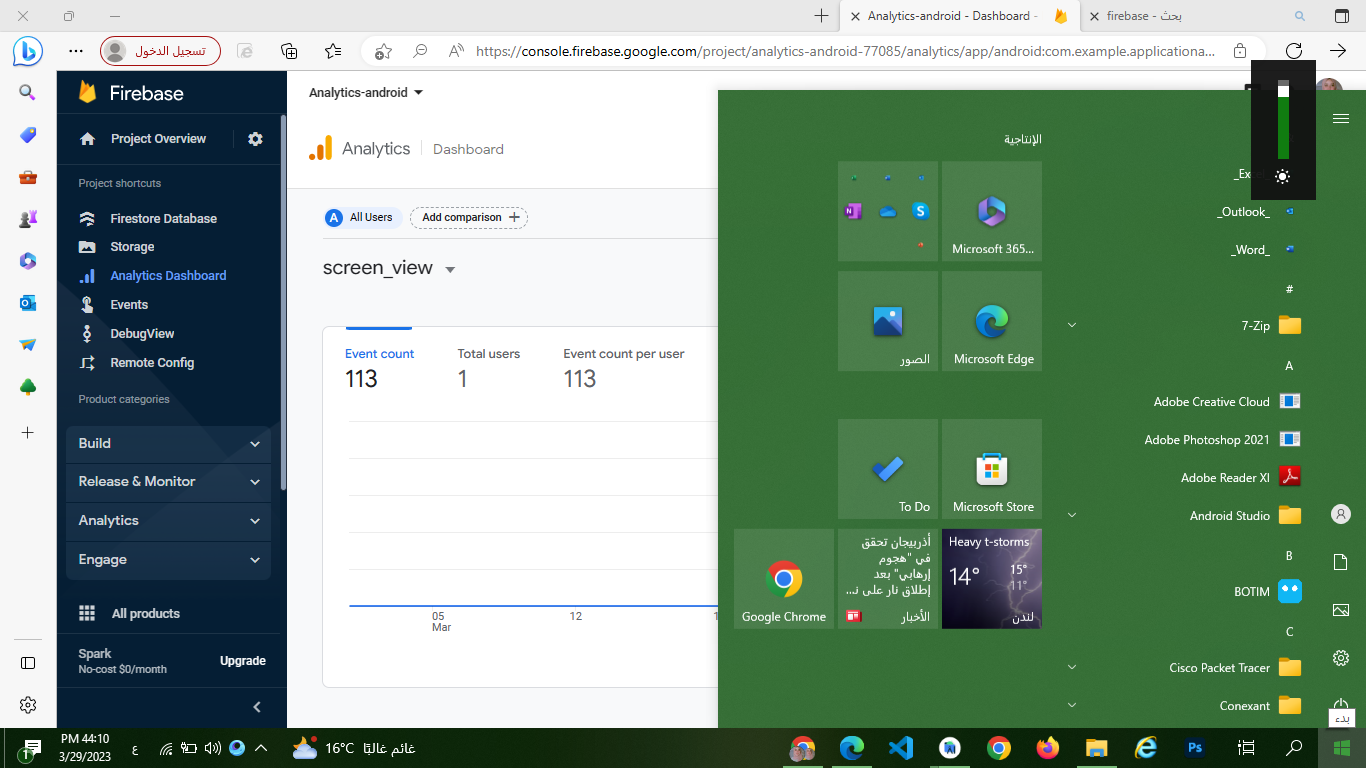 Analytics-android - Dashboard -
firebase - بحث
تسجيل الدخول
https://console.firebase.google.com/project/analytics-android-77085/analytics/app/android:com.example.applicationa...
Firebase
Project Overview
Project shortcuts
Firestore Database
Storage
Analytics Dashboard
Events
DebugView
Remote Config
Product categories
Build
Release & Monitor
Analytics
Engage
All products
Spark
No-cost $0/month
Upgrade
Analytics-android
Analytics
Dashboard
A All Users
Add comparison
screen_view
Event count
113
Total users
1
Event count per user
113
05
Mar
12
الإنتاجية
Microsoft 365...
الصور
Microsoft Edge
To Do
Microsoft Store
Google Chrome
أذربيجان تحقق
في "هجوم
إرهابي" بعد
إطلاق نار على نـ...
الأخبار
Heavy t-storms
14°
15°
11°
لندن
_Outlook_
_Word_
#
7-Zip
A
Adobe Creative Cloud
Adobe Photoshop 2021
Adobe Reader XI
Android Studio
B
BOTIM
C
Cisco Packet Tracer
Conexant
بدء
1
PM 44:10
3/29/2023
ع
16°C غائم غالبًا
Ps